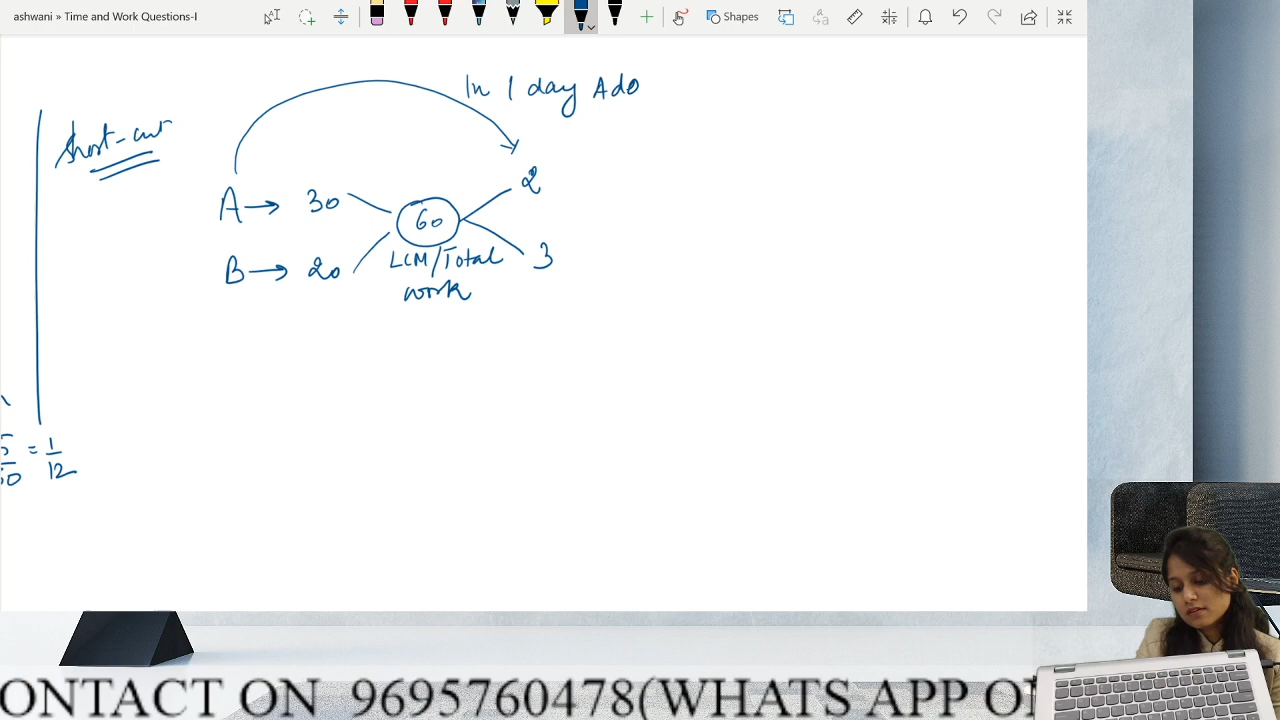 ashwani » Time and Work Questions-I
Shapes
In 1 day A do
Short-cut
A → 30
60
2
B → 20
LCM/Total
work
3
= 1/12
ONTACT ON 9695760478(WHATS APP ON